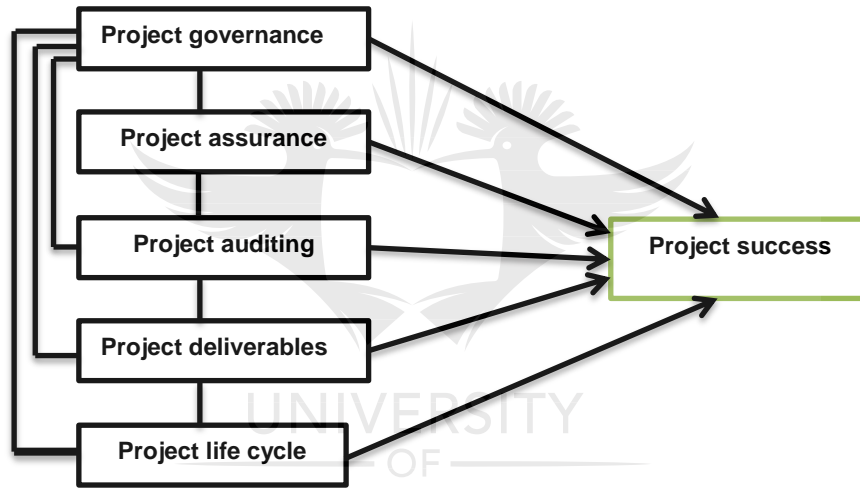 Project governance
Project assurance
Project auditing
Project success
Project deliverables
Project life cycle
UNIVERSITY
OF